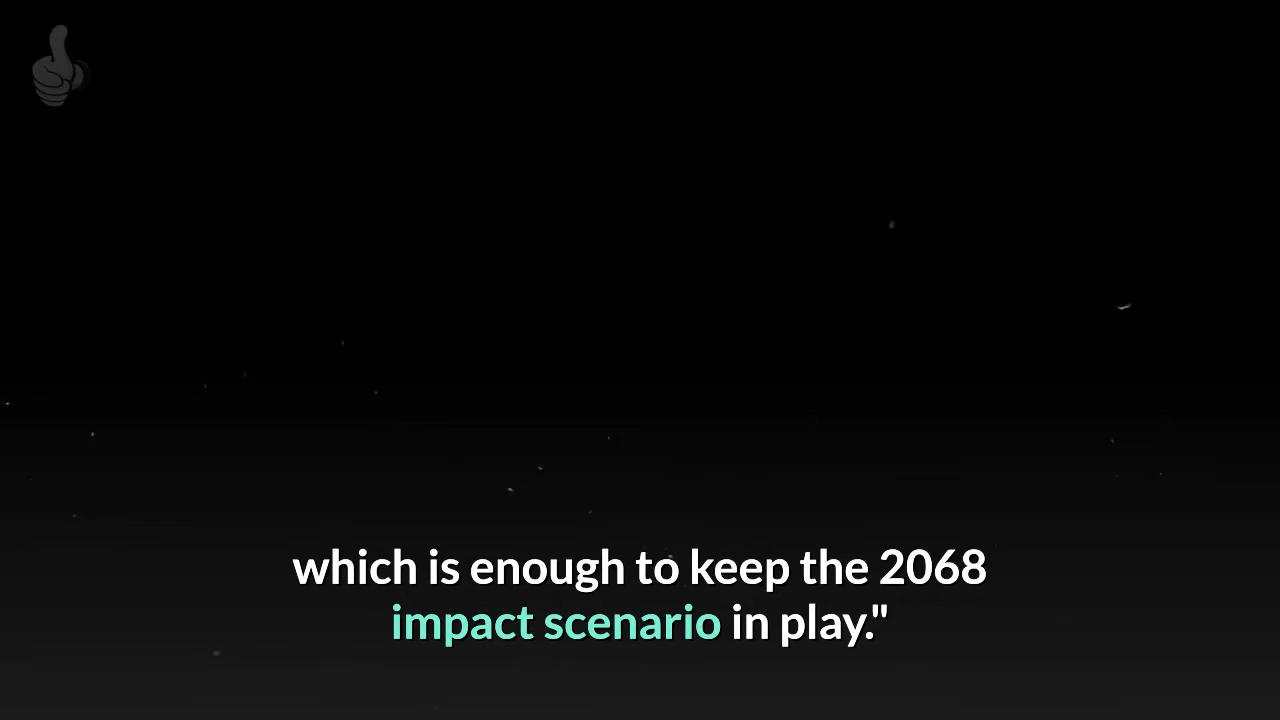 which is enough to keep the 2068
impact scenario in play."